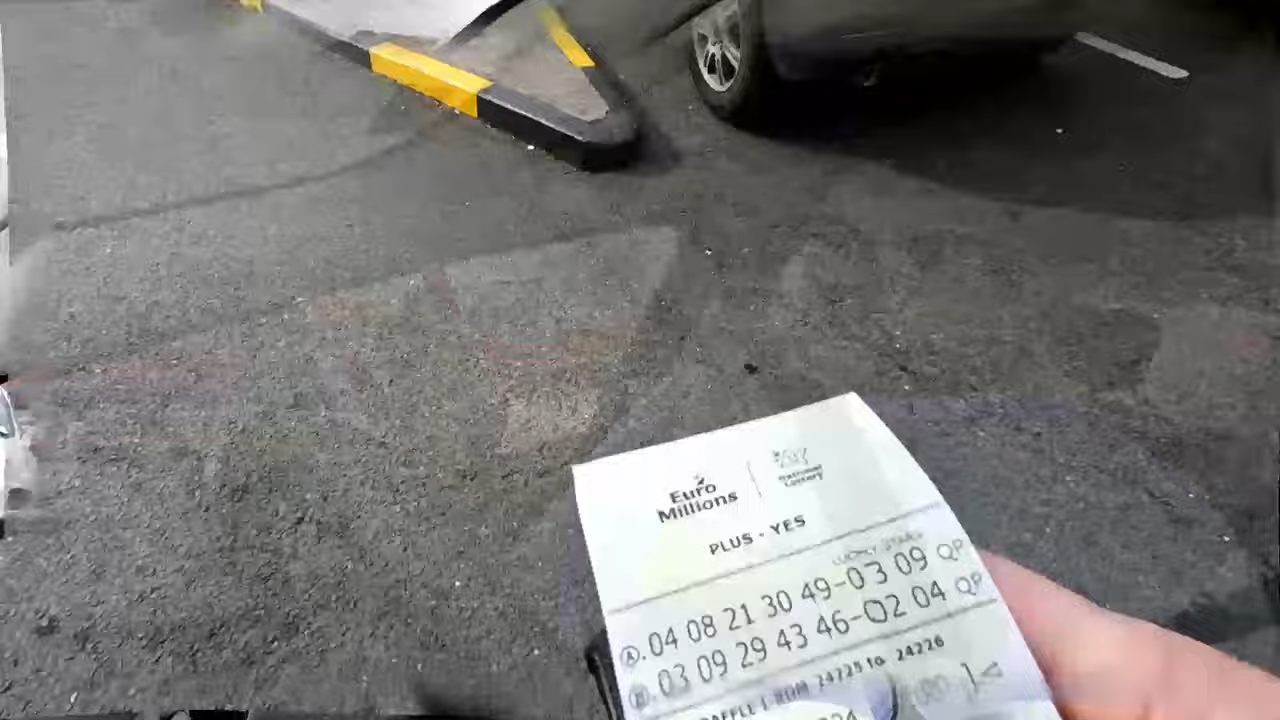 Euro
Millions
National
Lottery
PLUS - YES
LUCKY STARS
A. 04 08 21 30 49-03 09 QP
B. 03 09 29 43 46-02 04 QP
24225 to 24226